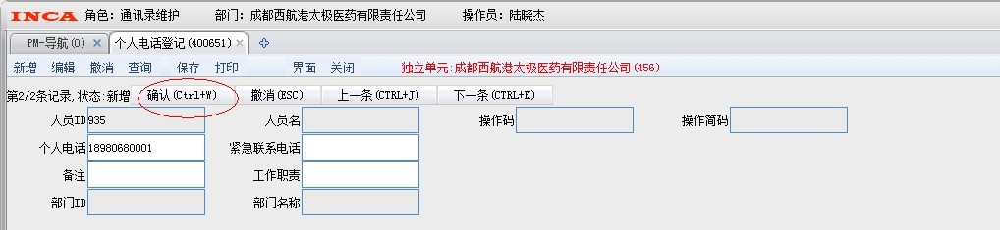 INCA 角色：通讯录维护 部门：成都西航港太极医药有限责任公司 操作员：陆晓杰
PM-导航(0) 个人电话登记(400651)
新增 编辑 撤消 查询 保存 打印 界面 关闭 独立单元:成都西航港太极医药有限责任公司(456)
第2/2条记录,状态:新增 确认(Ctrl+W) 撤消(ESC) 上一条(CTRL+J) 下一条(CTRL+K)
人员ID 935 人员名 操作码 操作简码
个人电话 18980680001 紧急联系电话
备注 工作职责
部门ID 部门名称